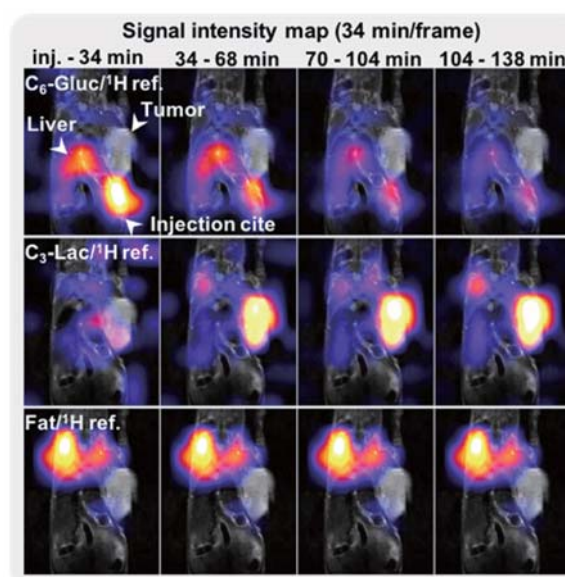 Signal intensity map (34 min/frame)
inj. - 34 min 34 - 68 min 70 - 104 min 104 - 138 min
C₆-Gluc/¹H ref.
Tumor
Liver
Injection cite
C₃-Lac/¹H ref.
Fat/¹H ref.